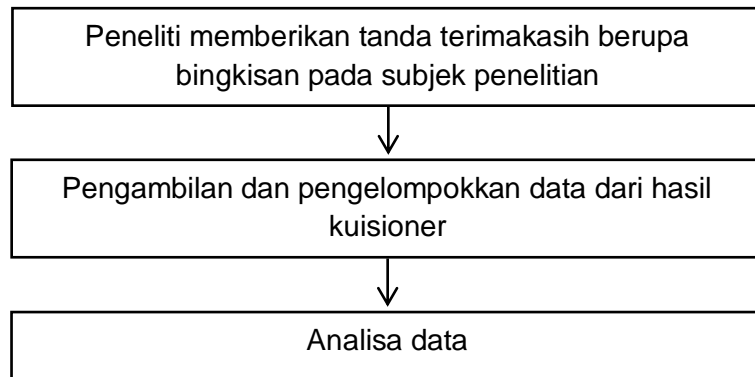 Peneliti memberikan tanda terimakasih berupa
bingkisan pada subjek penelitian
Pengambilan dan pengelompokkan data dari hasil
kuisioner
Analisa data